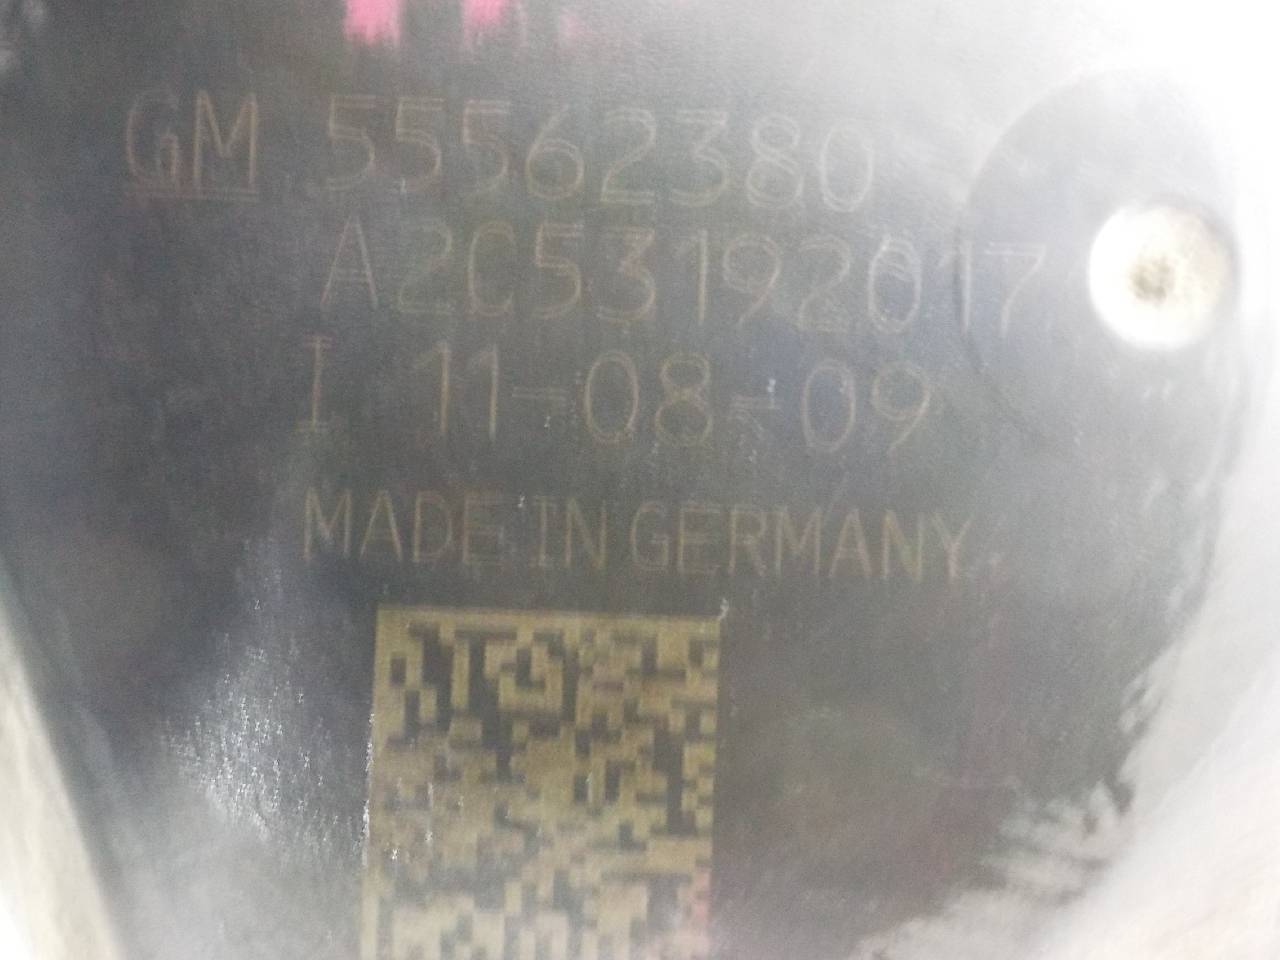 GM 55562380
A2C53192017
I 11-08-09
MADE IN GERMANY